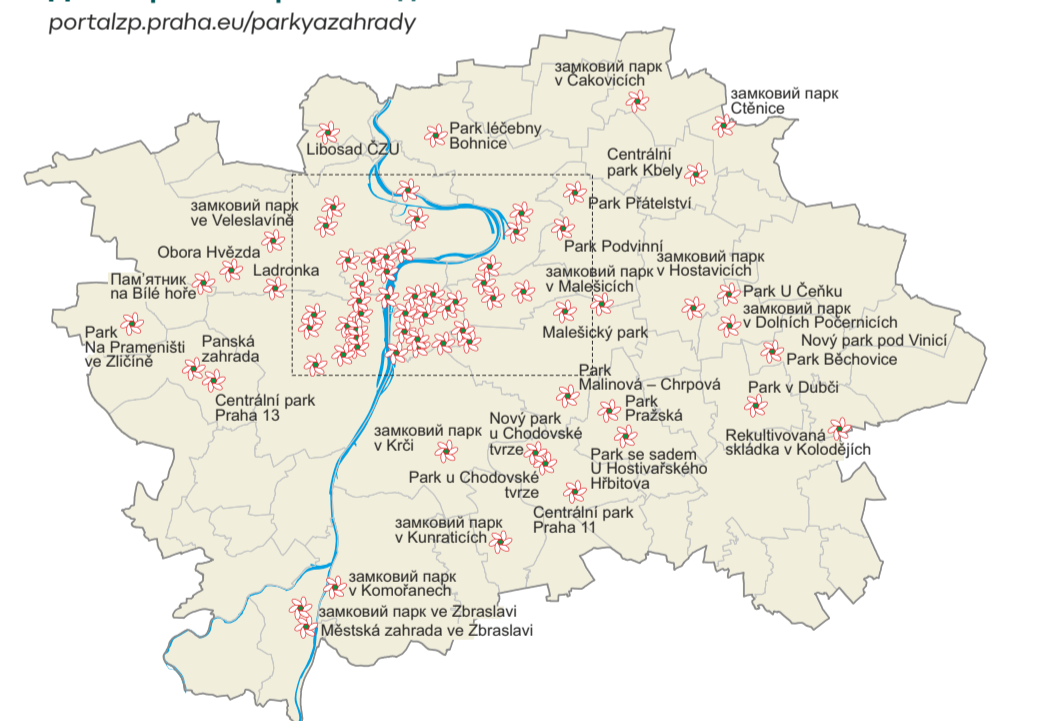 portalzp.praha.eu/parkyazahrady
замковий парк
v Čakovicích
замковий парк
Ctěnice
Park léčebny
Bohnice
Libosad ČZU
Centrální
park Kbely
замковий парк
ve Veleslavíně
Park Přátelství
Obora Hvězda
Park Podvinní
Ladronka
замковий парк
v Hostavicích
Пам'ятник
na Bílé hoře
замковий парк
v Malešicích
Park U Čeňku
замковий парк
v Dolních Počernicích
Park
Na Prameništi
ve Zličíně
Panská
zahrada
Malešický park
Nový park pod Vinicí
Park Běchovice
Centrální park
Praha 13
Park
Malinová – Chrpová
Park v Dubči
Park
Pražská
замковий парк
v Krči
Nový park
u Chodovské
tvrze
Rekultivovaná
skládka v Kolodějích
Park se sadem
U Hostivařského
Hřbitova
Park u Chodovské
tvrze
Centrální park
Praha 11
замковий парк
v Kunraticích
замковий парк
v Komořanech
замковий парк ve Zbraslavi
Městská zahrada ve Zbraslavi